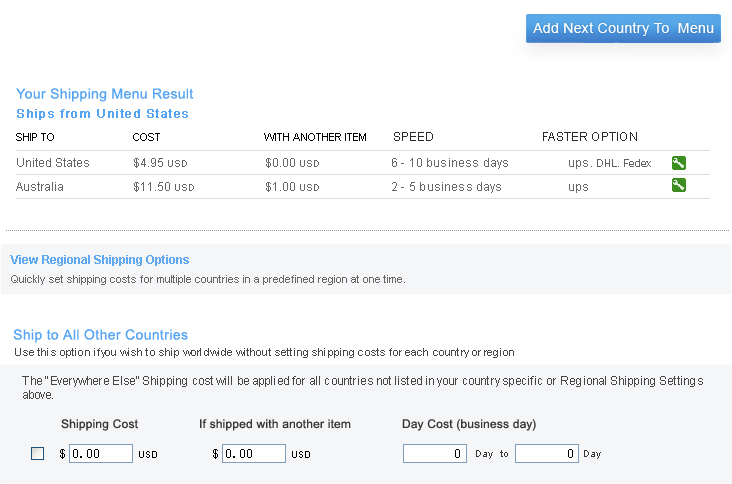 Add Next Country To Menu
Your Shipping Menu Result
Ships from United States
SHIP TO COST WITH ANOTHER ITEM SPEED FASTER OPTION
United States $4.95 USD $0.00 USD 6 - 10 business days ups. DHL. Fedex
Australia $11.50 USD $1.00 USD 2 - 5 business days ups
View Regional Shipping Options
Quickly set shipping costs for multiple countries in a predefined region at one time.
Ship to All Other Countries
Use this option if you wish to ship worldwide without setting shipping costs for each country or region
The "Everywhere Else" Shipping cost will be applied for all countries not listed in your country specific or Regional Shipping Settings
above.
Shipping Cost If shipped with another item Day Cost (business day)
$ 0.00 USD $ 0.00 USD 0 Day to 0 Day